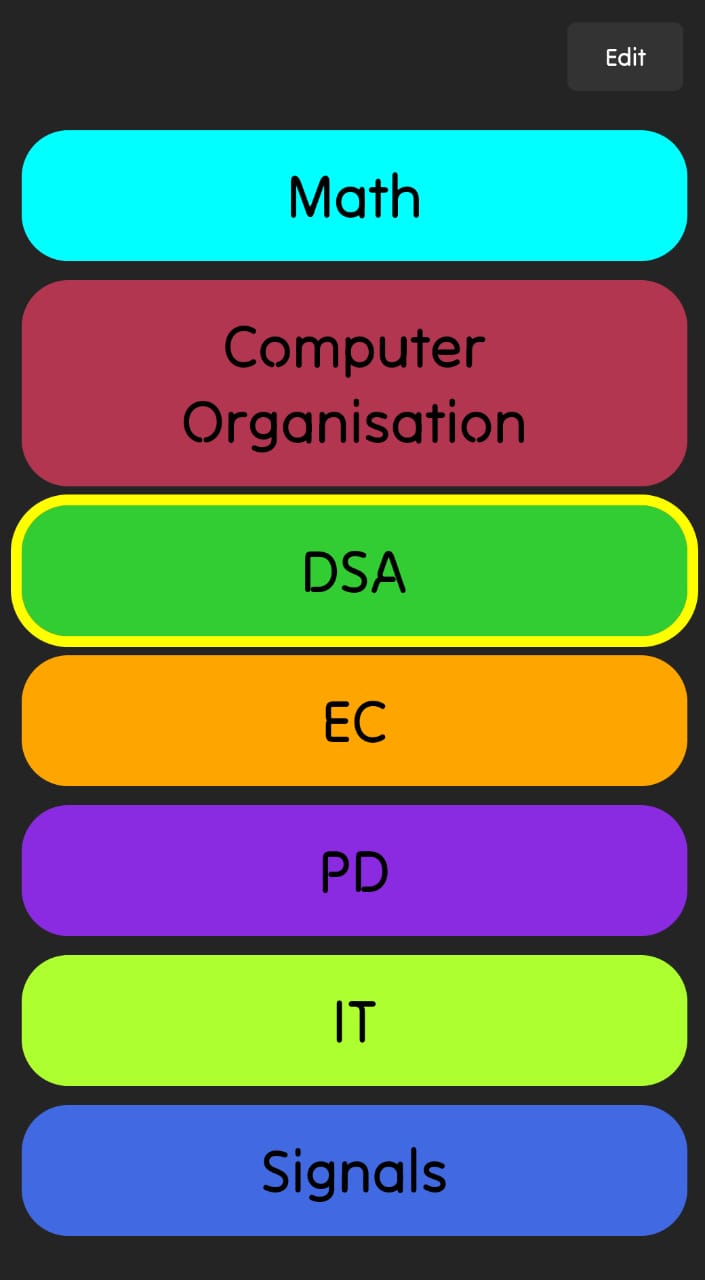 Edit
Math
Computer
Organisation
DSA
EC
PD
IT
Signals